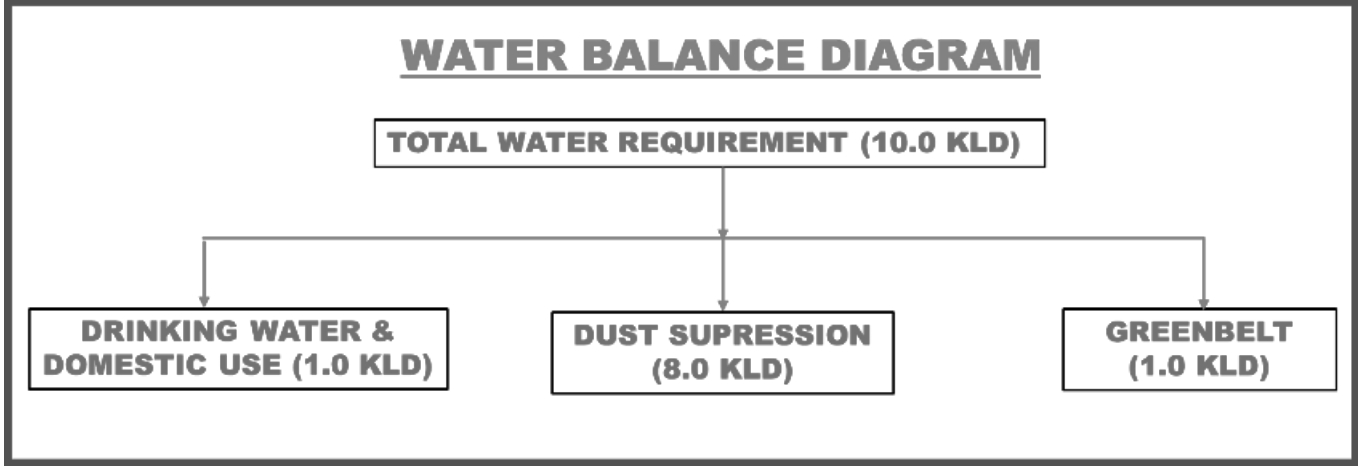 WATER BALANCE DIAGRAM
TOTAL WATER REQUIREMENT (10.0 KLD)
DRINKING WATER &
DOMESTIC USE (1.0 KLD)
DUST SUPRESSION
(8.0 KLD)
GREENBELT
(1.0 KLD)